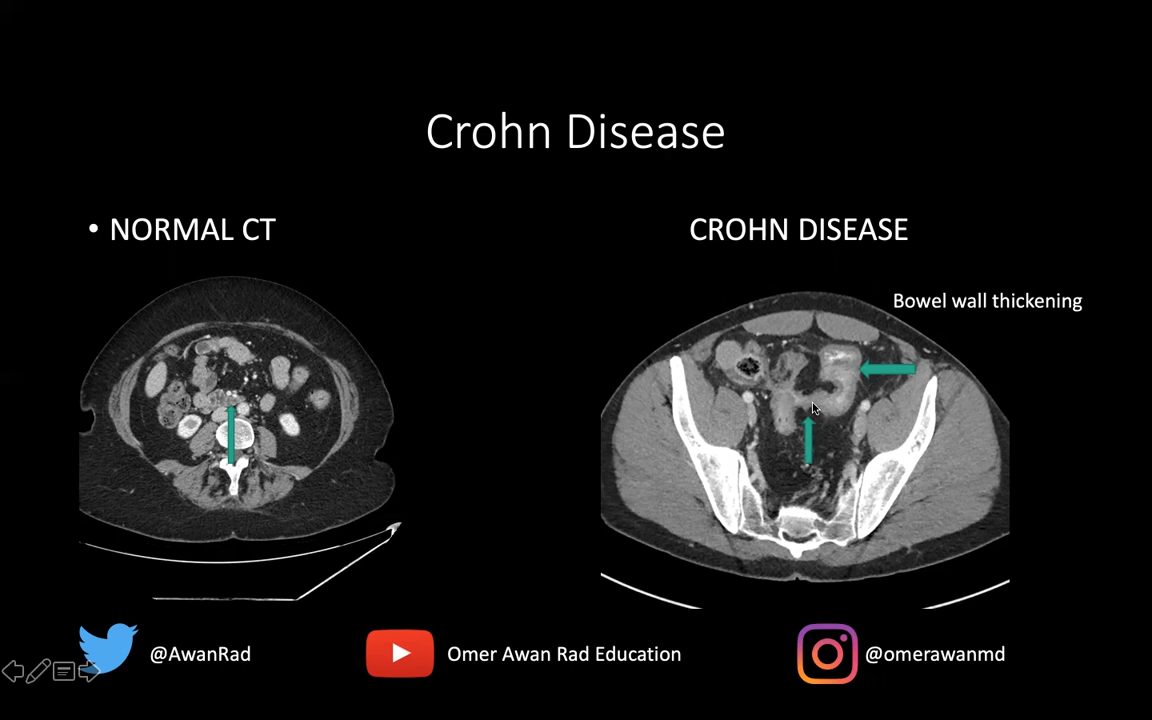 Crohn Disease
• NORMAL CT
CROHN DISEASE
Bowel wall thickening
@AwanRad
Omer Awan Rad Education
@omerawanmd